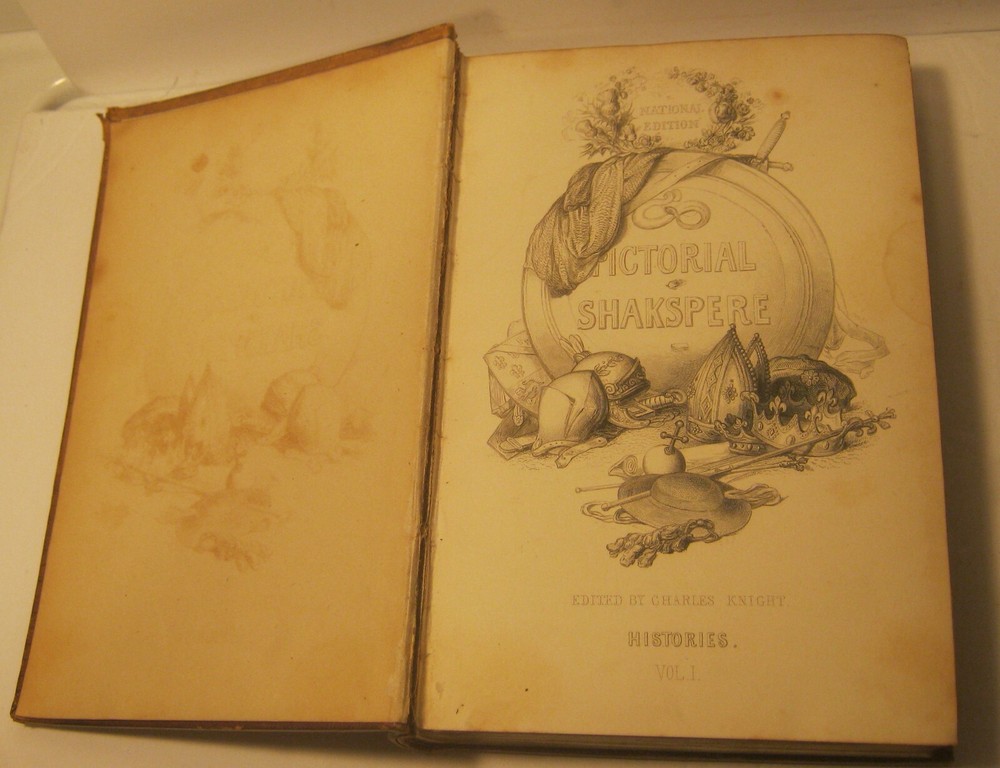 NATIONAL
EDITION
PICTORIAL
SHAKSPERE
EDITED BY CHARLES KNIGHT.
HISTORIES.
VOL. I.